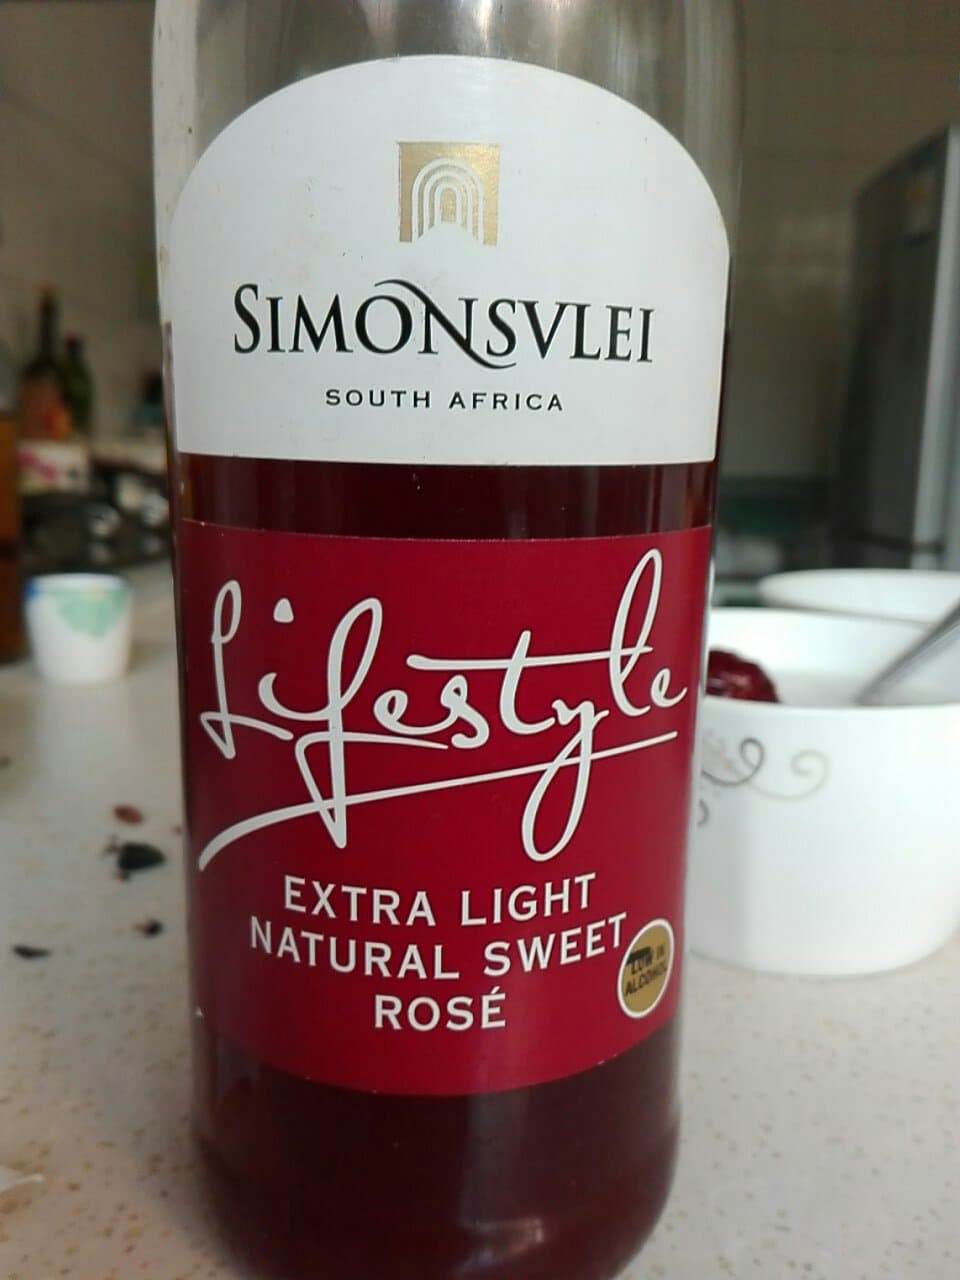 SIMONSVLEI
SOUTH AFRICA
Lifestyle
EXTRA LIGHT
NATURAL SWEET
ROSÉ
LOW IN
ALCOHOL